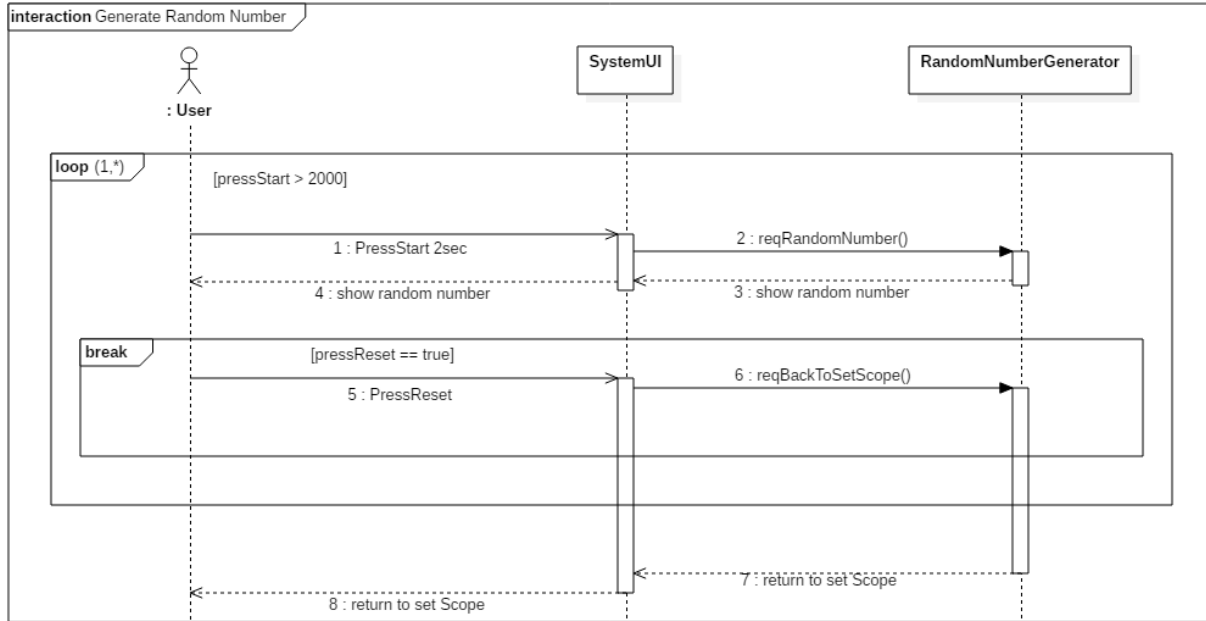 interaction Generate Random Number
SystemUI
RandomNumberGenerator
: User
loop (1,*)
[pressStart > 2000]
1 : PressStart 2sec
2 : reqRandomNumber()
4 : show random number
3 : show random number
break
[pressReset == true]
5 : PressReset
6 : reqBackToSetScope()
7 : return to set Scope
8 : return to set Scope